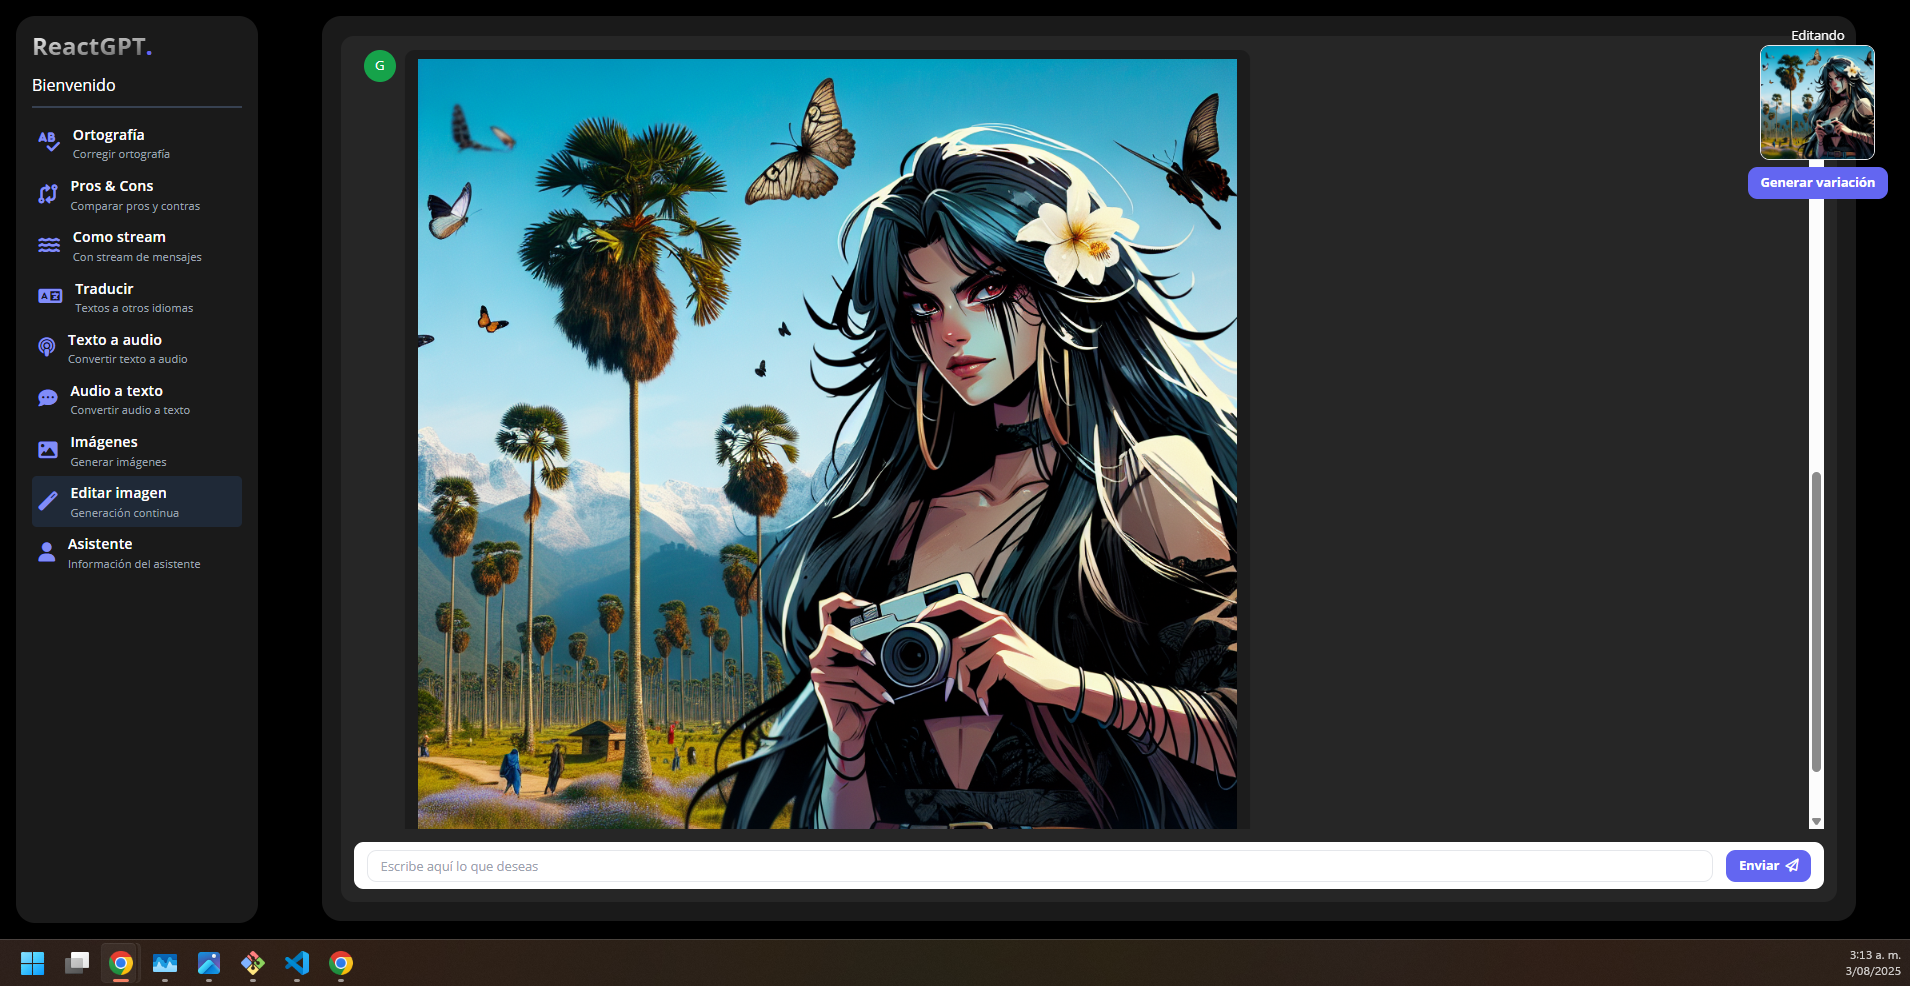 ReactGPT.
Bienvenido
Ortografía
Corregir ortografía
Pros & Cons
Comparar pros y contras
Como stream
Con stream de mensajes
Traducir
Textos a otros idiomas
Texto a audio
Convertir texto a audio
Audio a texto
Convertir audio a texto
Imágenes
Generar imágenes
Editar imagen
Generación continua
Asistente
Información del asistente
G
Editando
Generar variación
Escribe aquí lo que deseas
Enviar
3:13 a. m.
3/08/2025